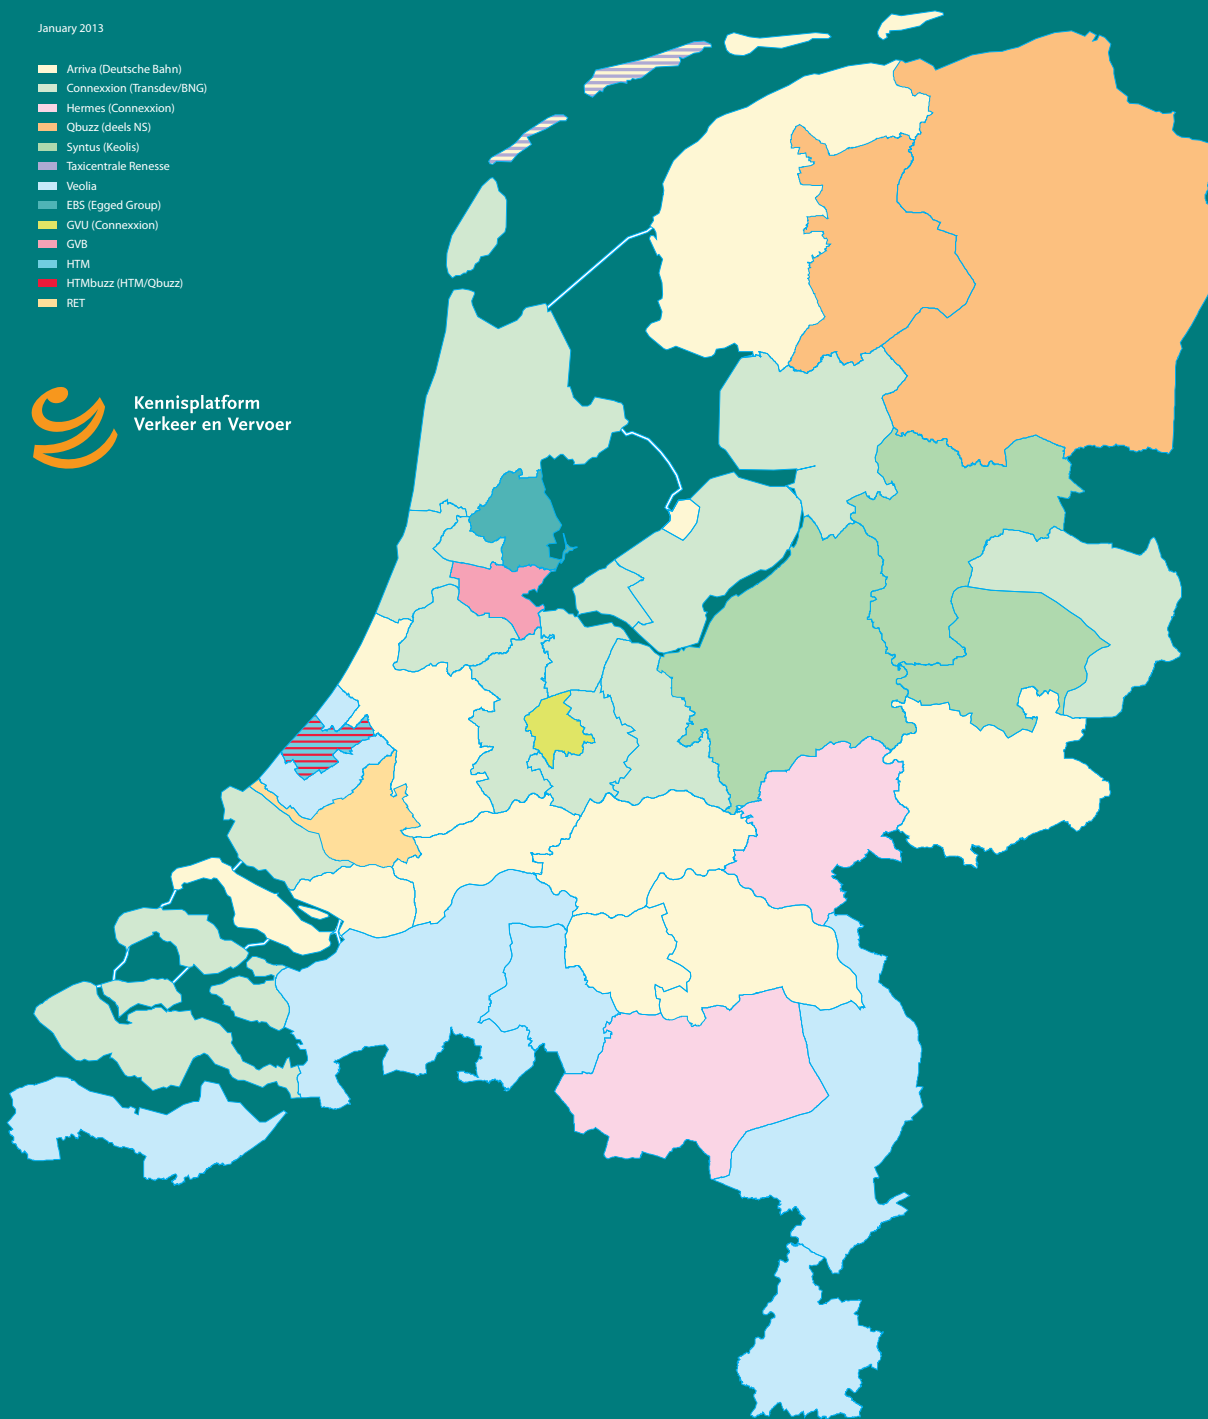 January 2013
Arriva (Deutsche Bahn)
Connexxion (Transdev/BNG)
Hermes (Connexxion)
Qbuzz (deels NS)
Syntus (Keolis)
Taxicentrale Renesse
Veolia
EBS (Egged Group)
GVU (Connexxion)
GVB
HTM
HTMbuzz (HTM/Qbuzz)
RET
Kennisplatform
Verkeer en Vervoer